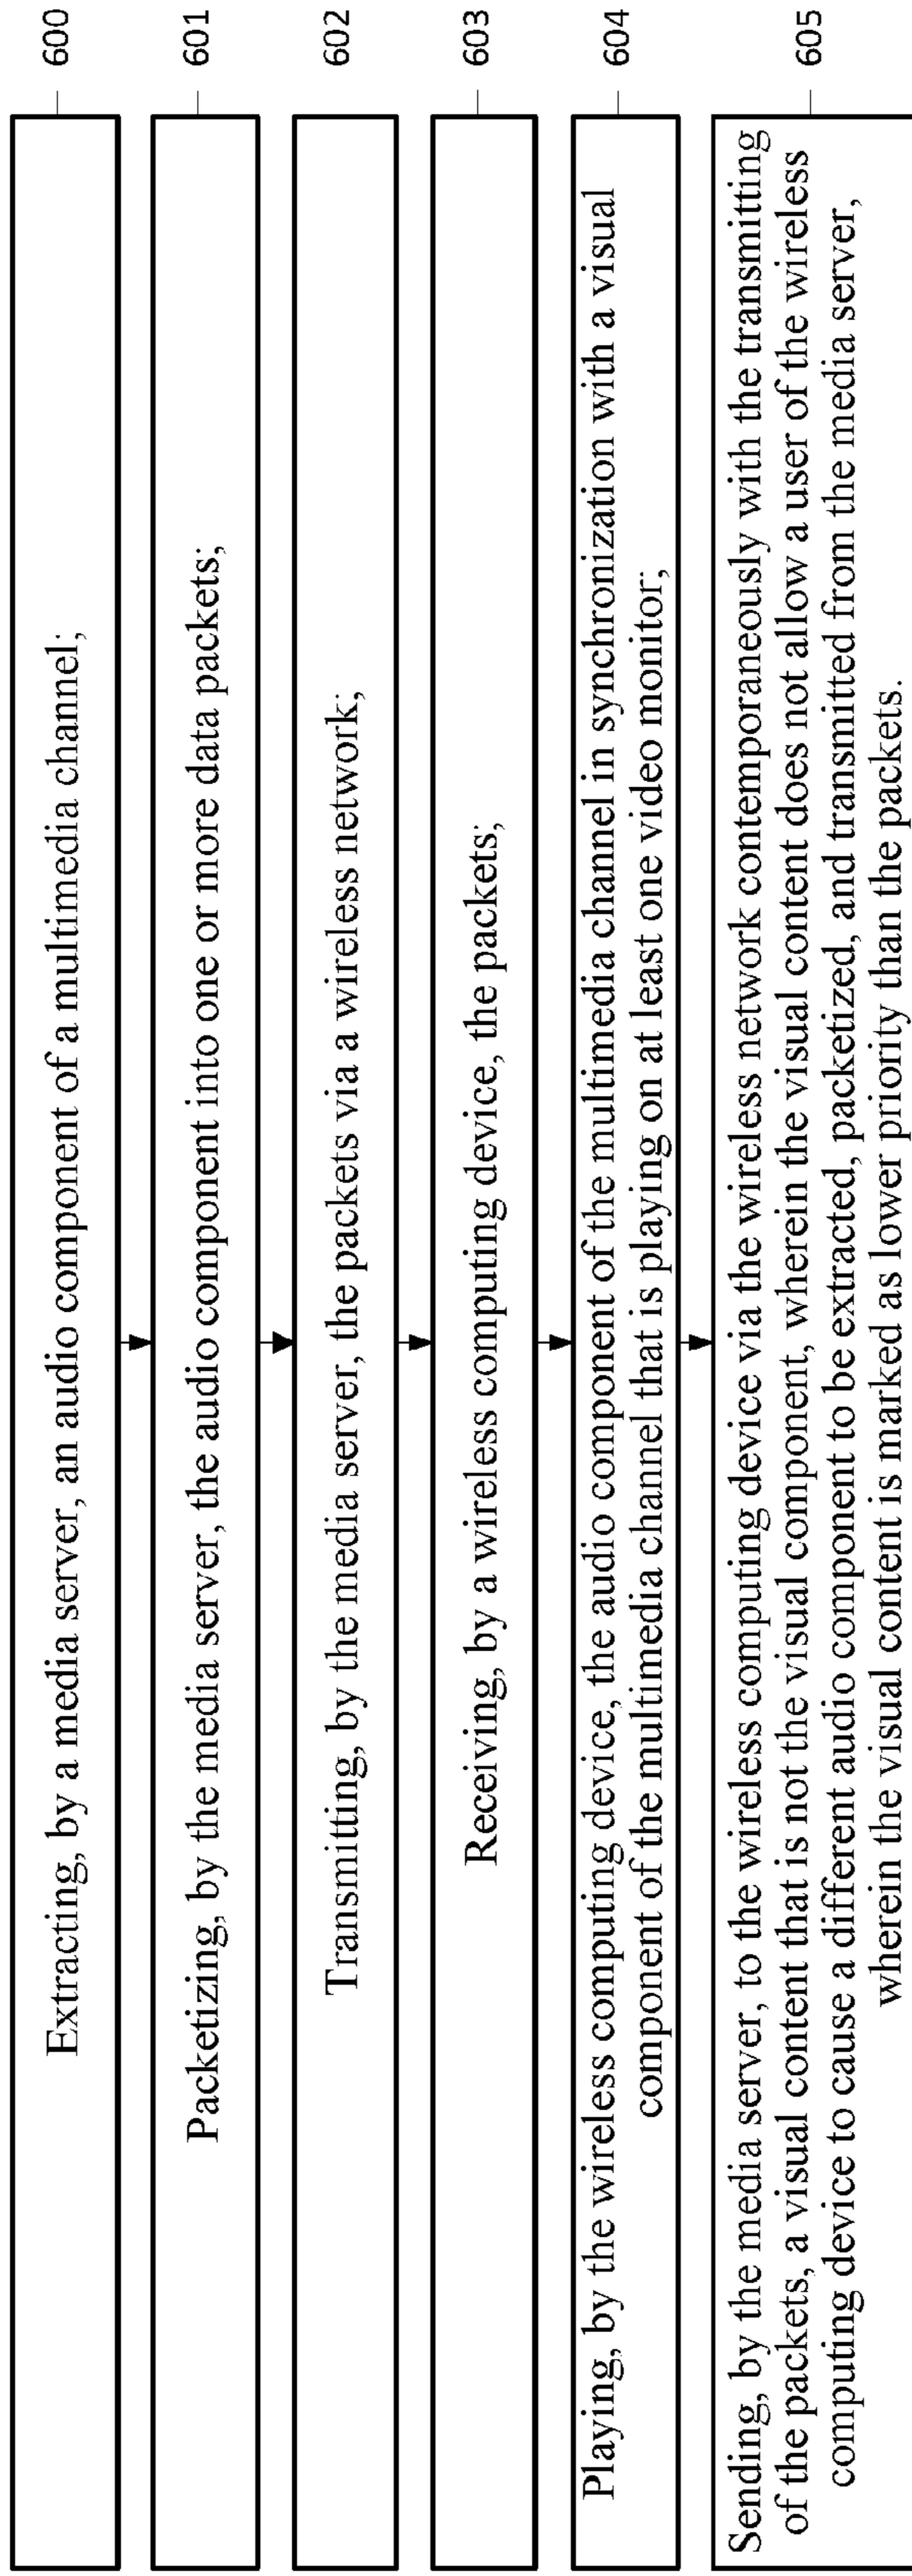 Extracting, by a media server, an audio component of a multimedia channel;
600
Packetizing, by the media server, the audio component into one or more data packets;
601
Transmitting, by the media server, the packets via a wireless network;
602
Receiving, by a wireless computing device, the packets;
603
Playing, by the wireless computing device, the audio component of the multimedia channel in synchronization with a visual
component of the multimedia channel that is playing on at least one video monitor;
604
Sending, by the media server, to the wireless computing device via the wireless network contemporaneously with the transmitting
of the packets, a visual content that is not the visual component, wherein the visual content does not allow a user of the wireless
computing device to cause a different audio component to be extracted, packetized, and transmitted from the media server,
wherein the visual content is marked as lower priority than the packets.
605